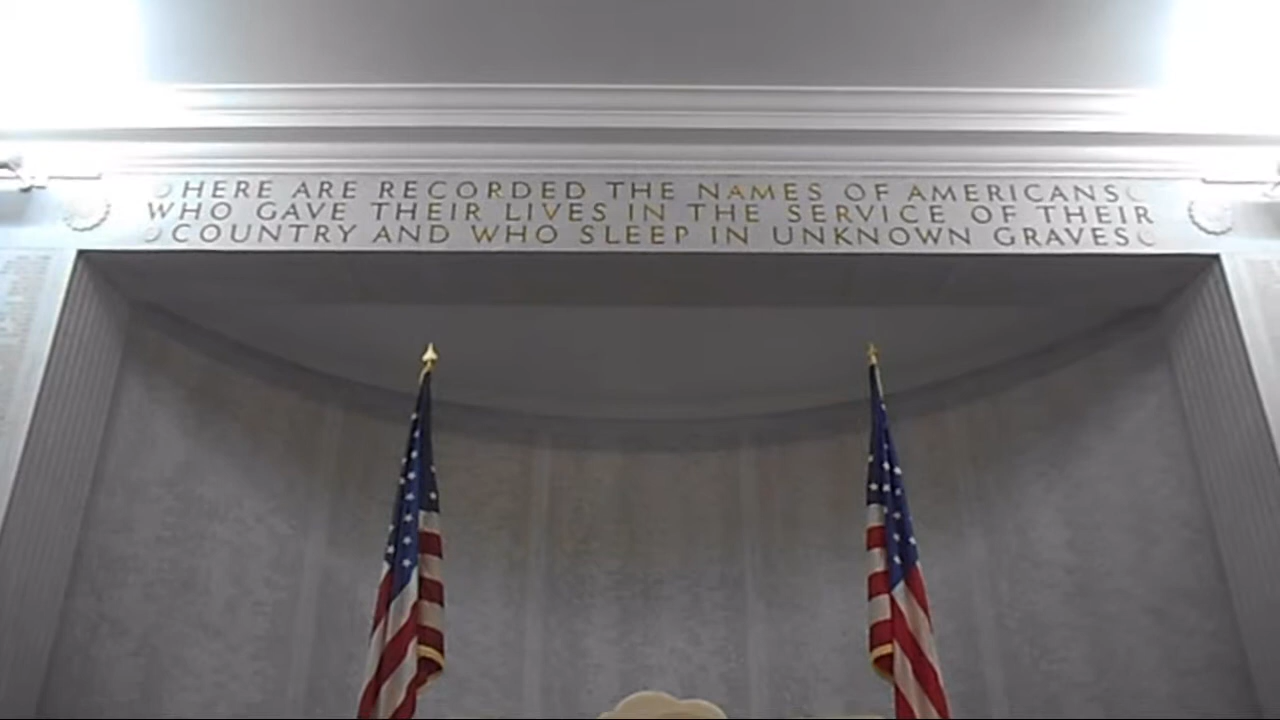 HERE ARE RECORDED THE NAMES OF AMERICANS
WHO GAVE THEIR LIVES IN THE SERVICE OF THEIR
COUNTRY AND WHO SLEEP IN UNKNOWN GRAVES